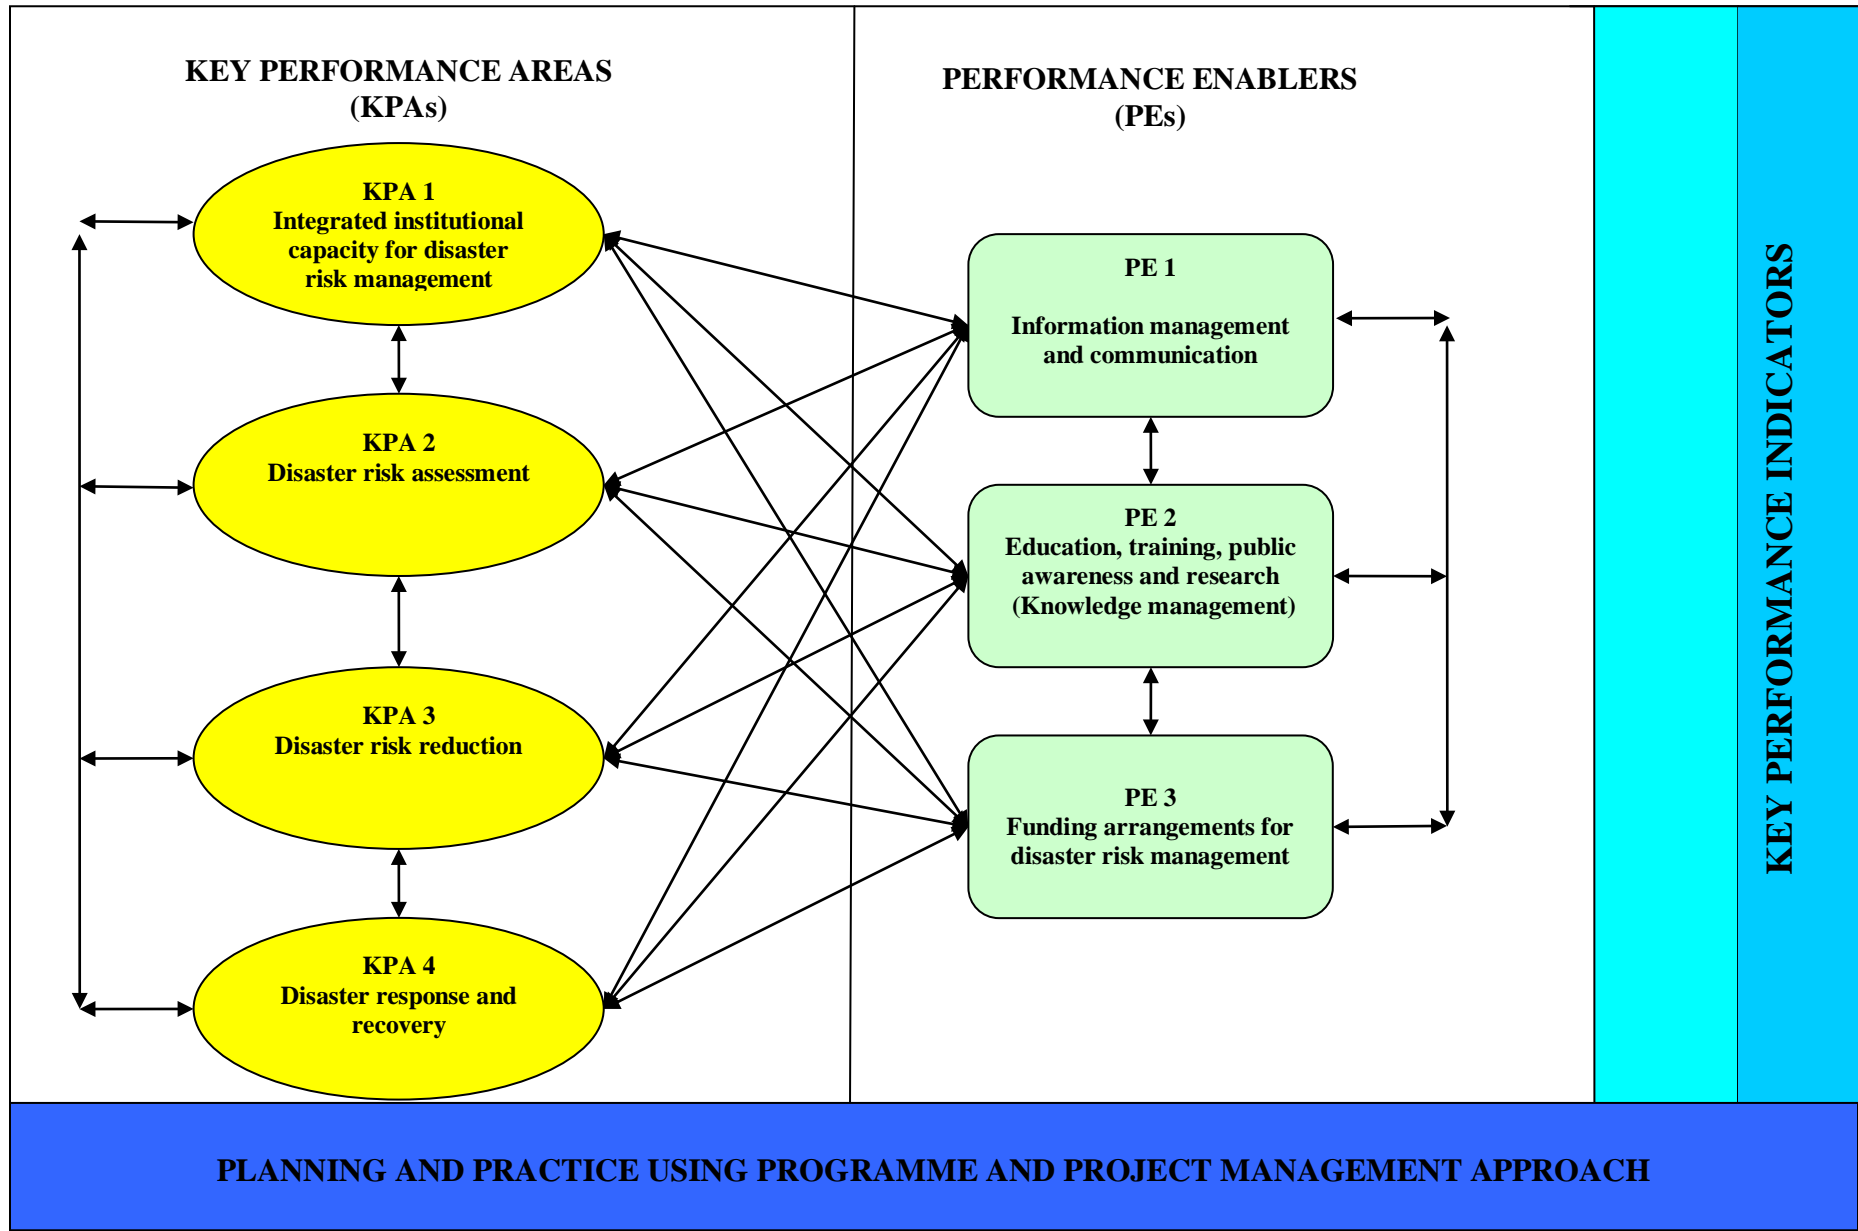 KEY PERFORMANCE AREAS
(KPAs)
KPA 1
Integrated institutional
capacity for disaster
risk management
KPA 2
Disaster risk assessment
KPA 3
Disaster risk reduction
KPA 4
Disaster response and
recovery
PERFORMANCE ENABLERS
(PEs)
PE 1
Information management
and communication
PE 2
Education, training, public
awareness and research
(Knowledge management)
PE 3
Funding arrangements for
disaster risk management
KEY PERFORMANCE INDICATORS
PLANNING AND PRACTICE USING PROGRAMME AND PROJECT MANAGEMENT APPROACH